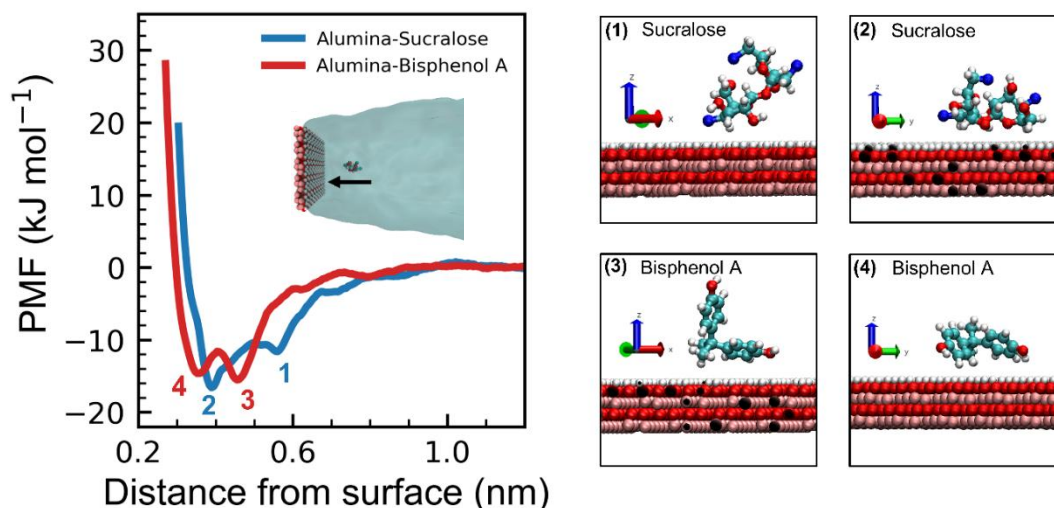 PMF (kJ mol⁻¹)
30
20
10
0
−10
−20
0.2
0.6
1.0
Distance from surface (nm)
Alumina-Sucralose
Alumina-Bisphenol A
4
2
3
1
(1) Sucralose
z
x
(2) Sucralose
z
y
(3) Bisphenol A
z
x
(4) Bisphenol A
z
y